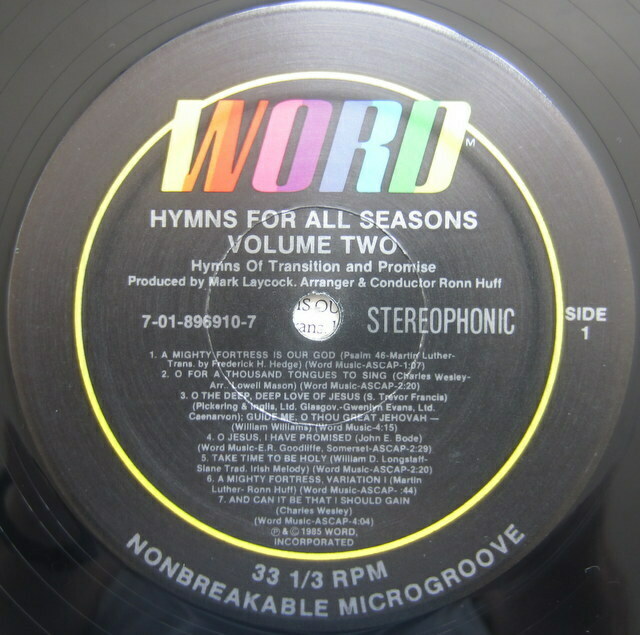 WORD
TM
HYMNS FOR ALL SEASONS
VOLUME TWO
Hymns Of Transition and Promise
Produced by Mark Laycock. Arranger & Conductor Ronn Huff
IS OU
7-01-896910-7
STEREOPHONIC
SIDE
1
1. A MIGHTY FORTRESS IS OUR GOD (Psalm 46-Martin Luther-
Trans. by Frederick H. Hedge) (Word Music-ASCAP-1:07)
2. O FOR A THOUSAND TONGUES TO SING (Charles Wesley-
Arr. Lowell Mason) (Word Music-ASCAP-2:20)
3. O THE DEEP, DEEP LOVE OF JESUS (S. Trevor Francis)
(Pickering & Inglis, Ltd. Glasgov.-Gwenlyn Evans, Ltd.
Caenarvon); GUIDE ME, O THOU GREAT JEHOVAH —
(William Williams) (Word Music-4:15)
4. O JESUS, I HAVE PROMISED (John E. Bode)
(Word Music-E.R. Goodliffe, Somerset-ASCAP-2:29)
5. TAKE TIME TO BE HOLY (William D. Longstaff-
Slane Trad. Irish Melody) (Word Music-ASCAP-2:20)
6. A MIGHTY FORTRESS, VARIATION I (Martin
Luther- Ronn Huff) (Word Music-ASCAP- :44)
7. AND CAN IT BE THAT I SHOULD GAIN
(Charles Wesley)
(Word Music-ASCAP-4:04)
℗ & © 1985 WORD,
INCORPORATED
33 1/3 RPM
NONBREAKABLE MICROGROOVE